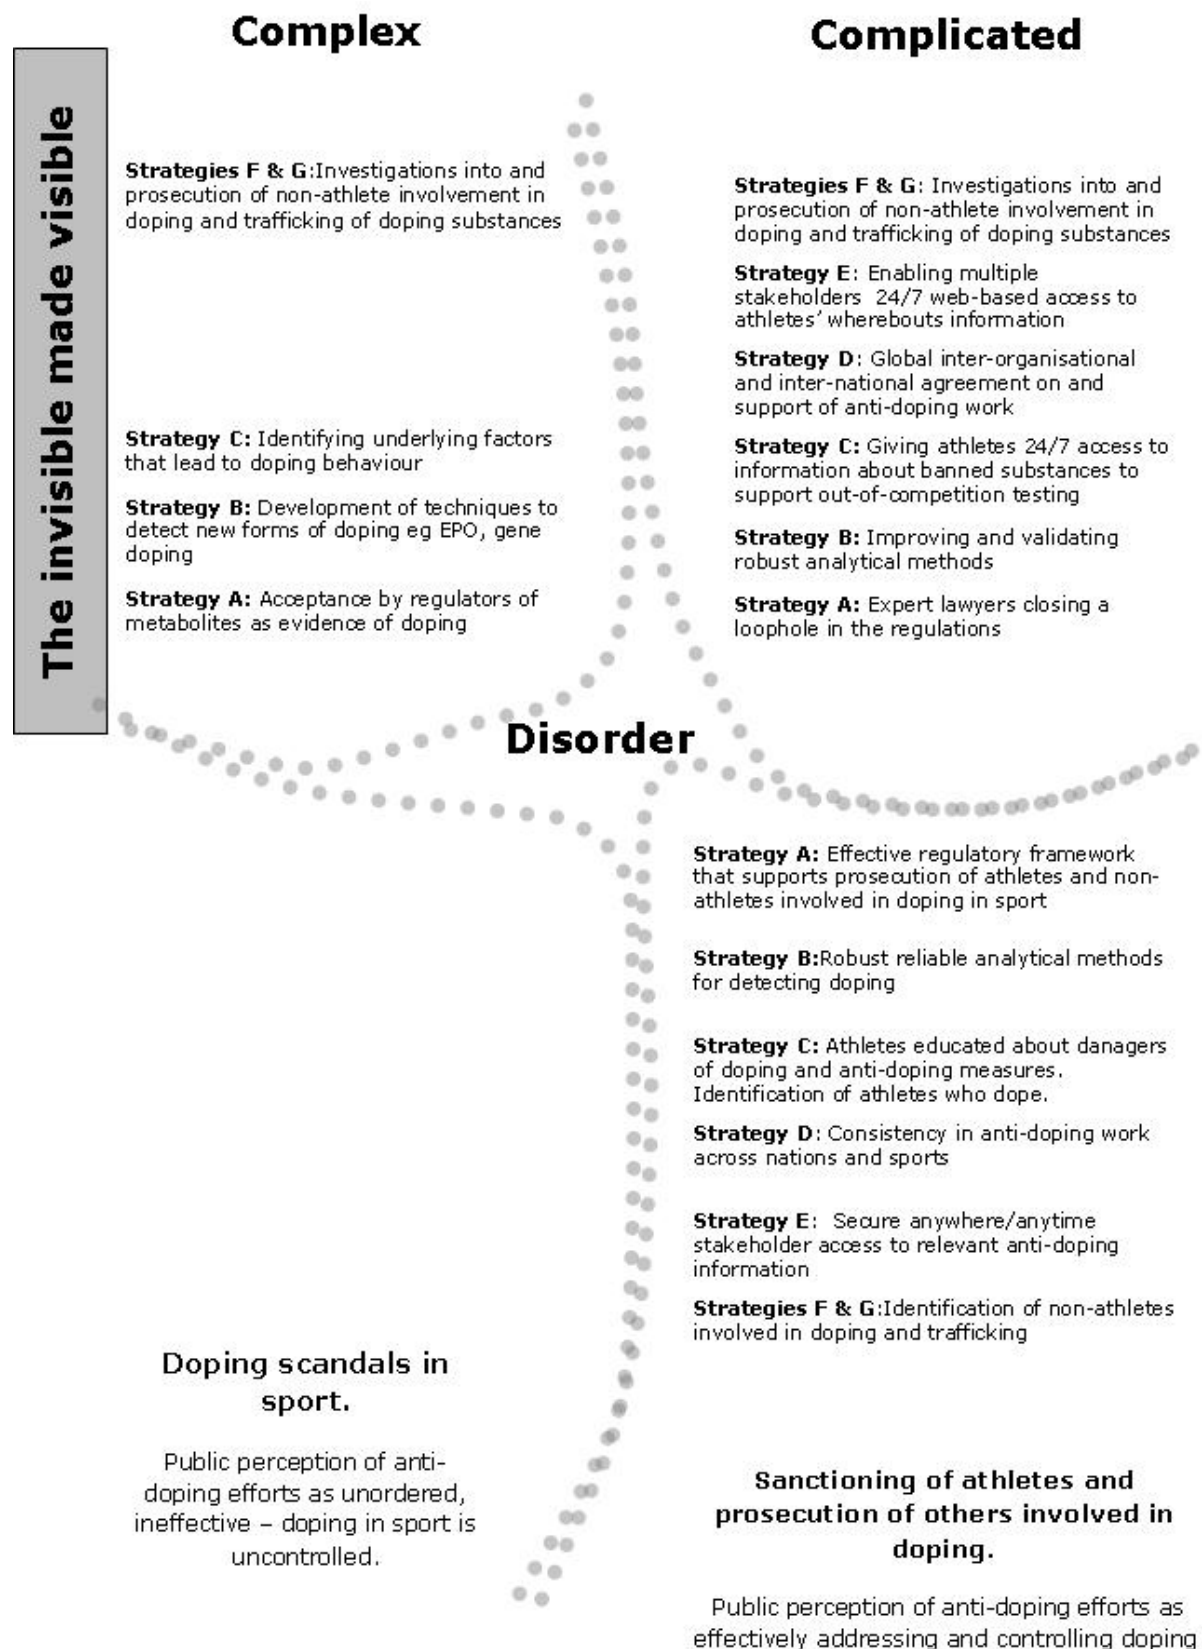 Complex
Complicated
The invisible made visible
Strategies F & G:Investigations into and
prosecution of non-athlete involvement in
doping and trafficking of doping substances
Strategy C: Identifying underlying factors
that lead to doping behaviour
Strategy B: Development of techniques to
detect new forms of doping eg EPO, gene
doping
Strategy A: Acceptance by regulators of
metabolites as evidence of doping
Strategies F & G: Investigations into and
prosecution of non-athlete involvement in
doping and trafficking of doping substances
Strategy E: Enabling multiple
stakeholders 24/7 web-based access to
athletes' wherebouts information
Strategy D: Global inter-organisational
and inter-national agreement on and
support of anti-doping work
Strategy C: Giving athletes 24/7 access to
information about banned substances to
support out-of-competition testing
Strategy B: Improving and validating
robust analytical methods
Strategy A: Expert lawyers closing a
loophole in the regulations
Disorder
Strategy A: Effective regulatory framework
that supports prosecution of athletes and non-
athletes involved in doping in sport
Strategy B:Robust reliable analytical methods
for detecting doping
Strategy C: Athletes educated about danagers
of doping and anti-doping measures.
Identification of athletes who dope.
Strategy D: Consistency in anti-doping work
across nations and sports
Strategy E: Secure anywhere/anytime
stakeholder access to relevant anti-doping
information
Strategies F & G:Identification of non-athletes
involved in doping and trafficking
Doping scandals in
sport.
Public perception of anti-
doping efforts as unordered,
ineffective – doping in sport is
uncontrolled.
Sanctioning of athletes and
prosecution of others involved in
doping.
Public perception of anti-doping efforts as
effectively addressing and controlling doping